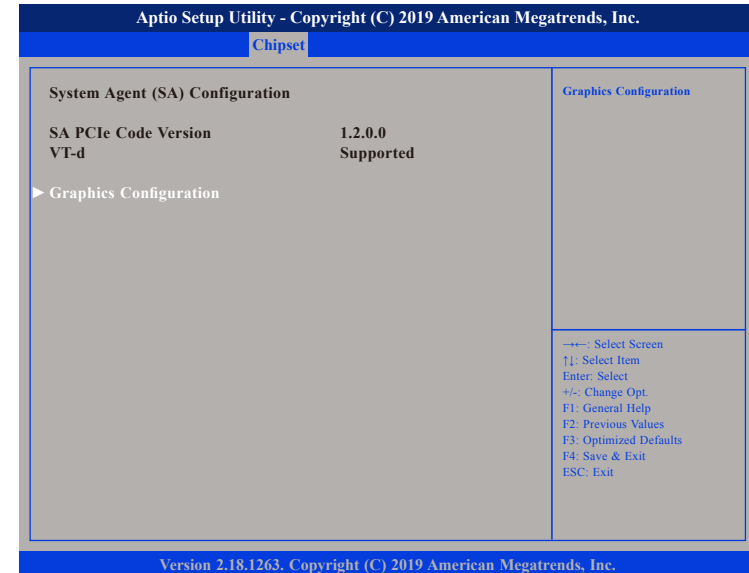 Aptio Setup Utility - Copyright (C) 2019 American Megatrends, Inc.
Chipset
System Agent (SA) Configuration
SA PCIe Code Version 1.2.0.0
VT-d Supported
► Graphics Configuration
Graphics Configuration
→←: Select Screen
↑↓: Select Item
Enter: Select
+/-: Change Opt.
F1: General Help
F2: Previous Values
F3: Optimized Defaults
F4: Save & Exit
ESC: Exit
Version 2.18.1263. Copyright (C) 2019 American Megatrends, Inc.